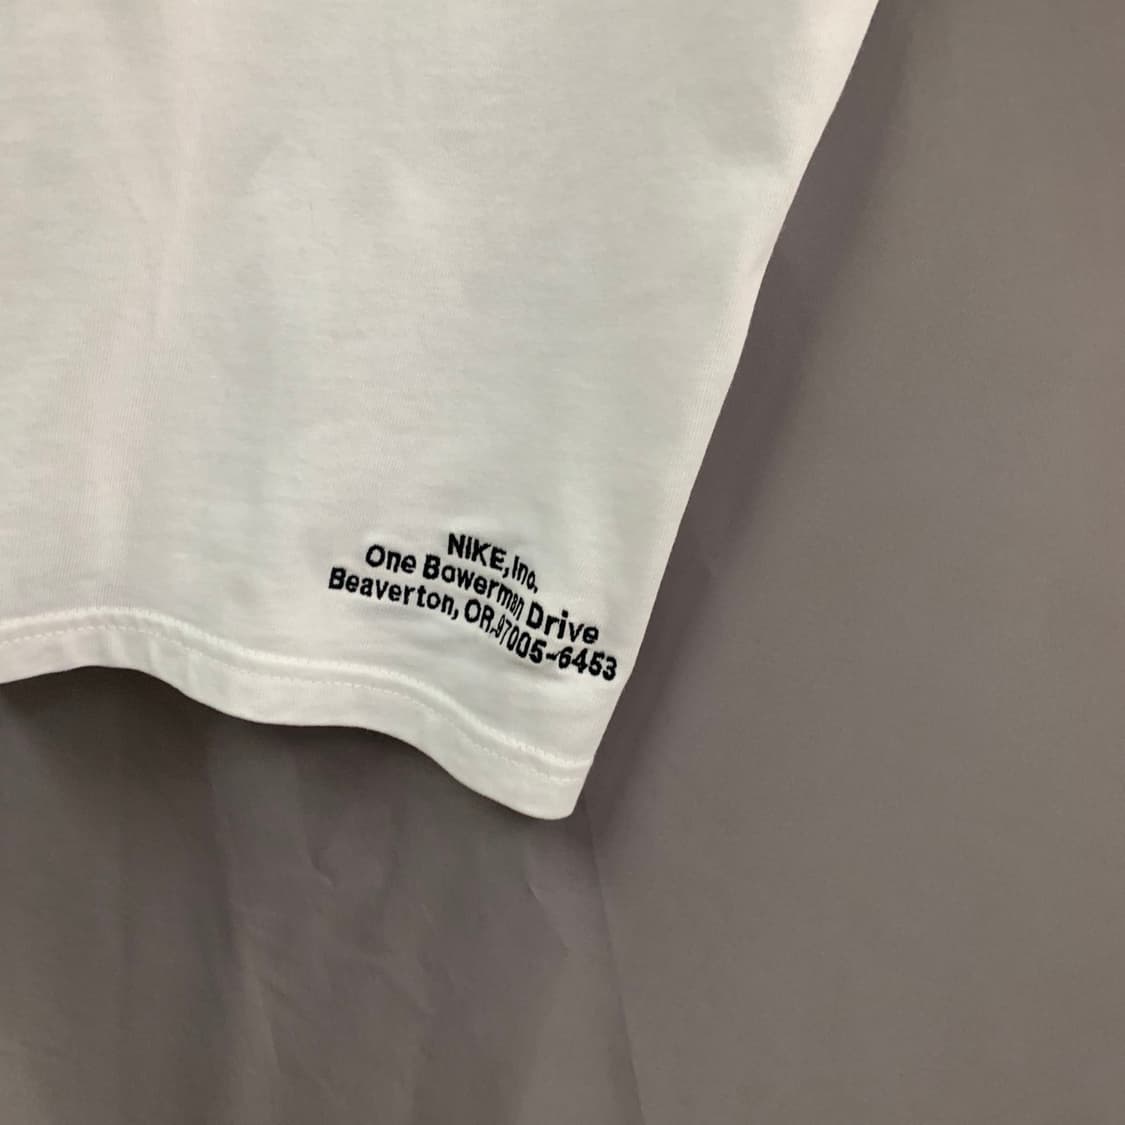 NIKE, Inc.
One Bowerman Drive
Beaverton, OR.97005-6453